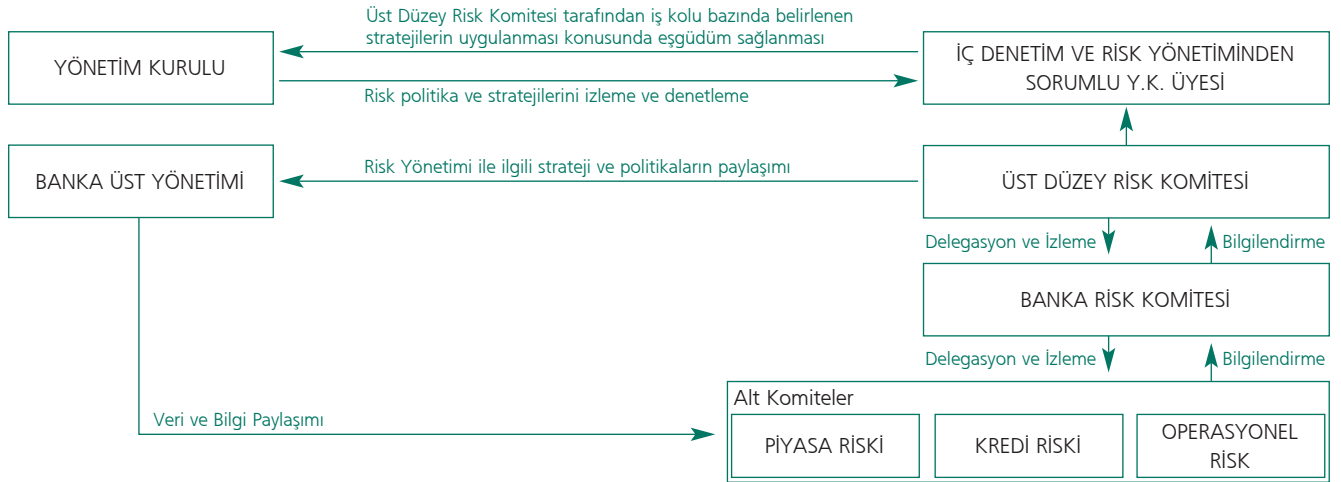 Üst Düzey Risk Komitesi tarafından iş kolu bazında belirlenen
stratejilerin uygulanması konusunda eşgüdüm sağlanması
YÖNETİM KURULU
İÇ DENETİM VE RİSK YÖNETİMİNDEN
SORUMLU Y.K. ÜYESİ
Risk politika ve stratejilerini izleme ve denetleme
BANKA ÜST YÖNETİMİ
Risk Yönetimi ile ilgili strateji ve politikaların paylaşımı
ÜST DÜZEY RİSK KOMİTESİ
Delegasyon ve İzleme
Bilgilendirme
BANKA RİSK KOMİTESİ
Delegasyon ve İzleme
Bilgilendirme
Alt Komiteler
Veri ve Bilgi Paylaşımı
PİYASA RİSKİ
KREDİ RİSKİ
OPERASYONEL
RİSK